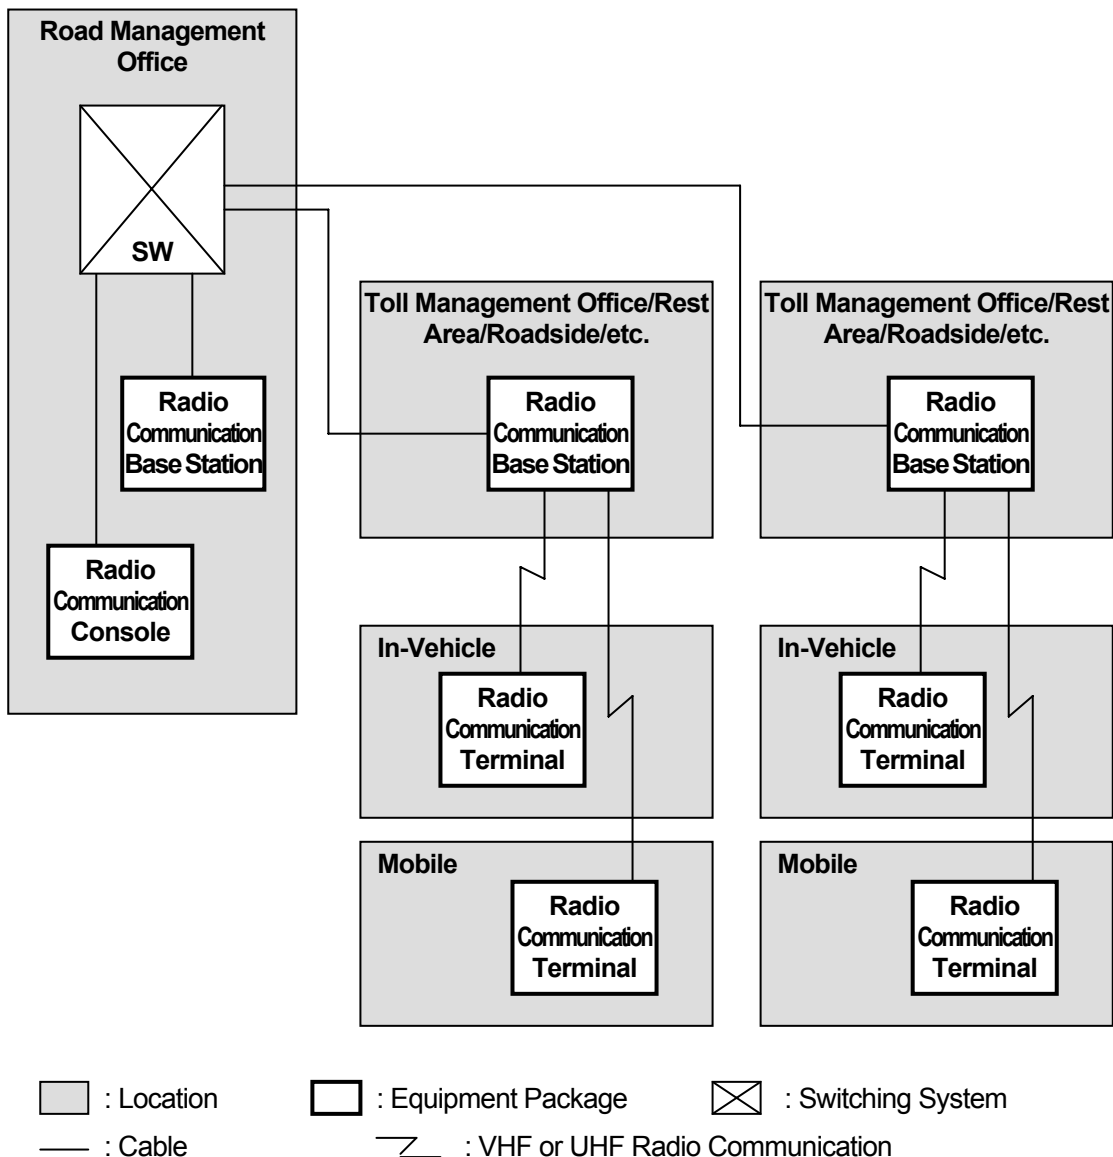 Road Management
Office
SW
Radio
Communication
Base Station
Radio
Communication
Console
Toll Management Office/Rest
Area/Roadside/etc.
Radio
Communication
Base Station
In-Vehicle
Radio
Communication
Terminal
Mobile
Radio
Communication
Terminal
Toll Management Office/Rest
Area/Roadside/etc.
Radio
Communication
Base Station
In-Vehicle
Radio
Communication
Terminal
Mobile
Radio
Communication
Terminal
: Location
: Equipment Package
: Switching System
: Cable
: VHF or UHF Radio Communication